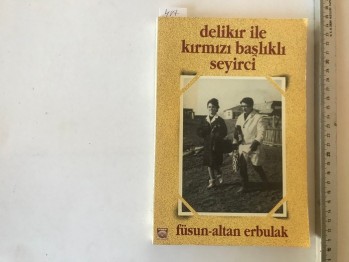 delikır ile
kırmızı başlıklı
seyirci
füsun-altan erbulak